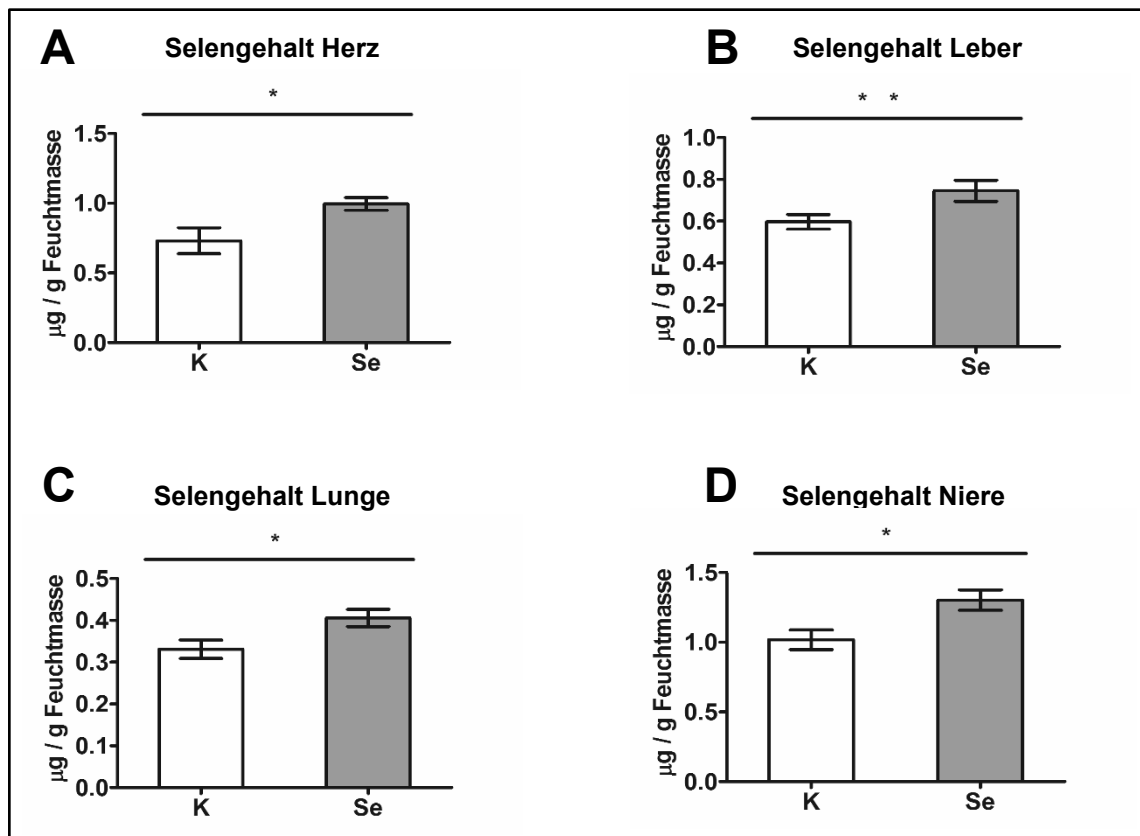 A
Selengehalt Herz
*
µg / g Feuchtmasse
1.5
1.0
0.5
0.0
K
Se
B
Selengehalt Leber
* *
µg / g Feuchtmasse
1.0
0.8
0.6
0.4
0.2
0.0
K
Se
C
Selengehalt Lunge
*
µg / g Feuchtmasse
0.5
0.4
0.3
0.2
0.1
0.0
K
Se
D
Selengehalt Niere
*
µg / g Feuchtmasse
1.5
1.0
0.5
0.0
K
Se